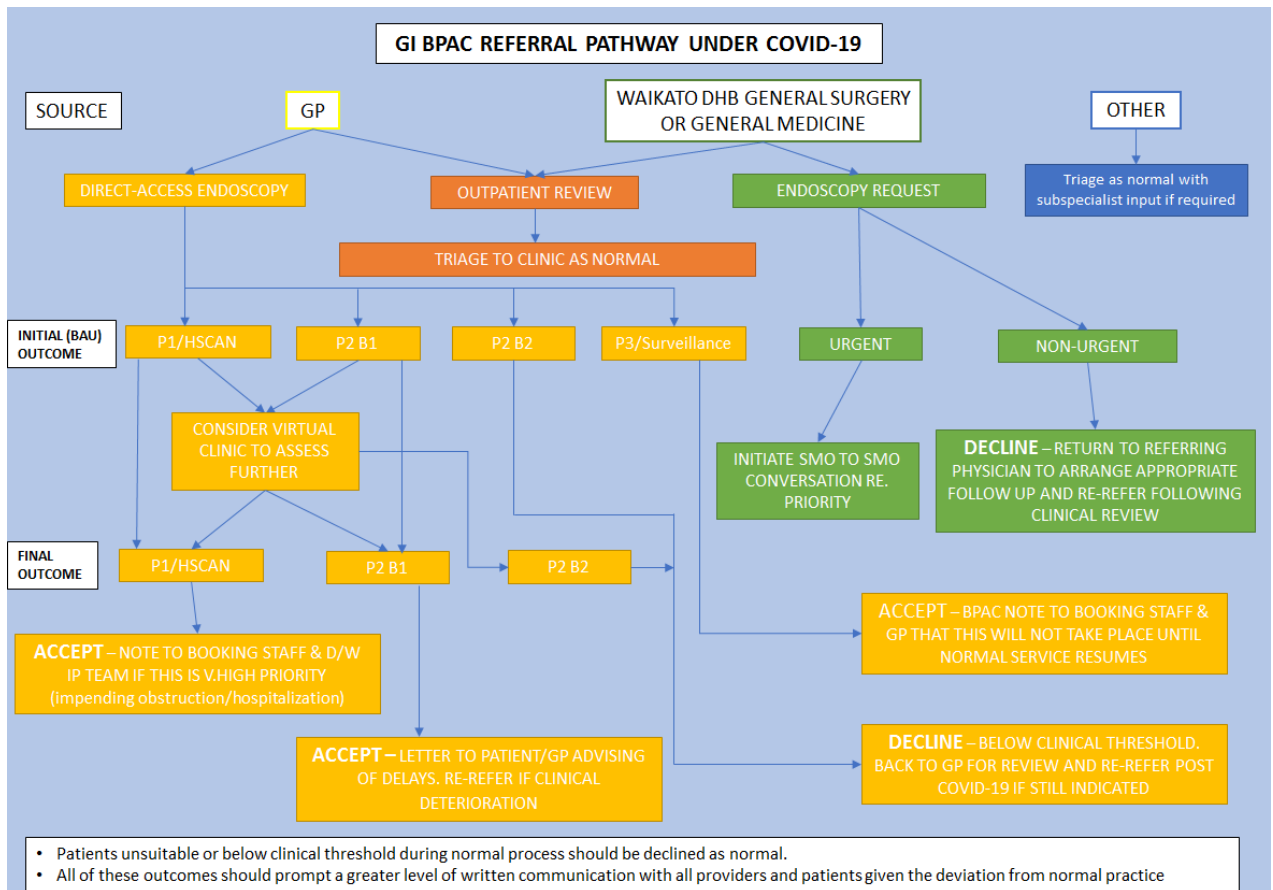 GI BPAC REFERRAL PATHWAY UNDER COVID-19
SOURCE
GP
WAIKATO DHB GENERAL SURGERY
OR GENERAL MEDICINE
OTHER
DIRECT-ACCESS ENDOSCOPY
OUTPATIENT REVIEW
ENDOSCOPY REQUEST
Triage as normal with
subspecialist input if required
TRIAGE TO CLINIC AS NORMAL
INITIAL (BAU)
OUTCOME
P1/HSCAN
P2 B1
P2 B2
P3/Surveillance
URGENT
NON-URGENT
CONSIDER VIRTUAL
CLINIC TO ASSESS
FURTHER
INITIATE SMO TO SMO
CONVERSATION RE.
PRIORITY
DECLINE – RETURN TO REFERRING
PHYSICIAN TO ARRANGE APPROPRIATE
FOLLOW UP AND RE-REFER FOLLOWING
CLINICAL REVIEW
FINAL
OUTCOME
P1/HSCAN
P2 B1
P2 B2
ACCEPT – BPAC NOTE TO BOOKING STAFF &
GP THAT THIS WILL NOT TAKE PLACE UNTIL
NORMAL SERVICE RESUMES
ACCEPT – NOTE TO BOOKING STAFF & D/W
IP TEAM IF THIS IS V.HIGH PRIORITY
(impending obstruction/hospitalization)
ACCEPT – LETTER TO PATIENT/GP ADVISING
OF DELAYS. RE-REFER IF CLINICAL
DETERIORATION
DECLINE – BELOW CLINICAL THRESHOLD.
BACK TO GP FOR REVIEW AND RE-REFER POST
COVID-19 IF STILL INDICATED
• Patients unsuitable or below clinical threshold during normal process should be declined as normal.
• All of these outcomes should prompt a greater level of written communication with all providers and patients given the deviation from normal practice